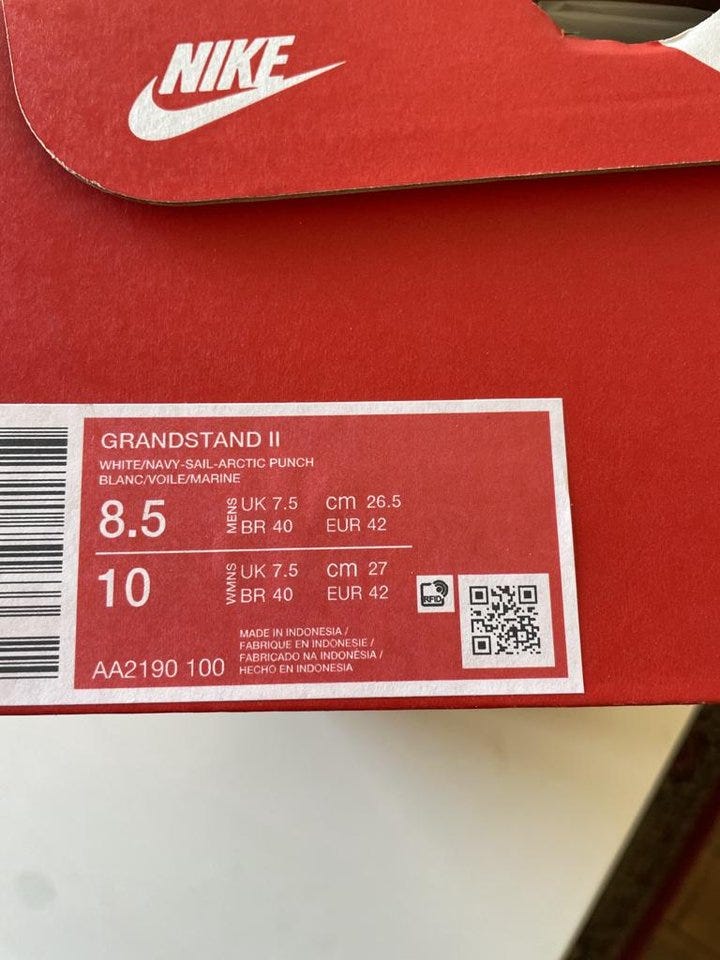 NIKE
GRANDSTAND II
WHITE/NAVY-SAIL-ARCTIC PUNCH
BLANC/VOILE/MARINE
8.5 MENS UK 7.5 cm 26.5
BR 40 EUR 42
10 WMNS UK 7.5 cm 27
BR 40 EUR 42
RFID
MADE IN INDONESIA /
FABRIQUE EN INDONESIE /
FABRICADO NA INDONÉSIA /
HECHO EN INDONESIA
AA2190 100